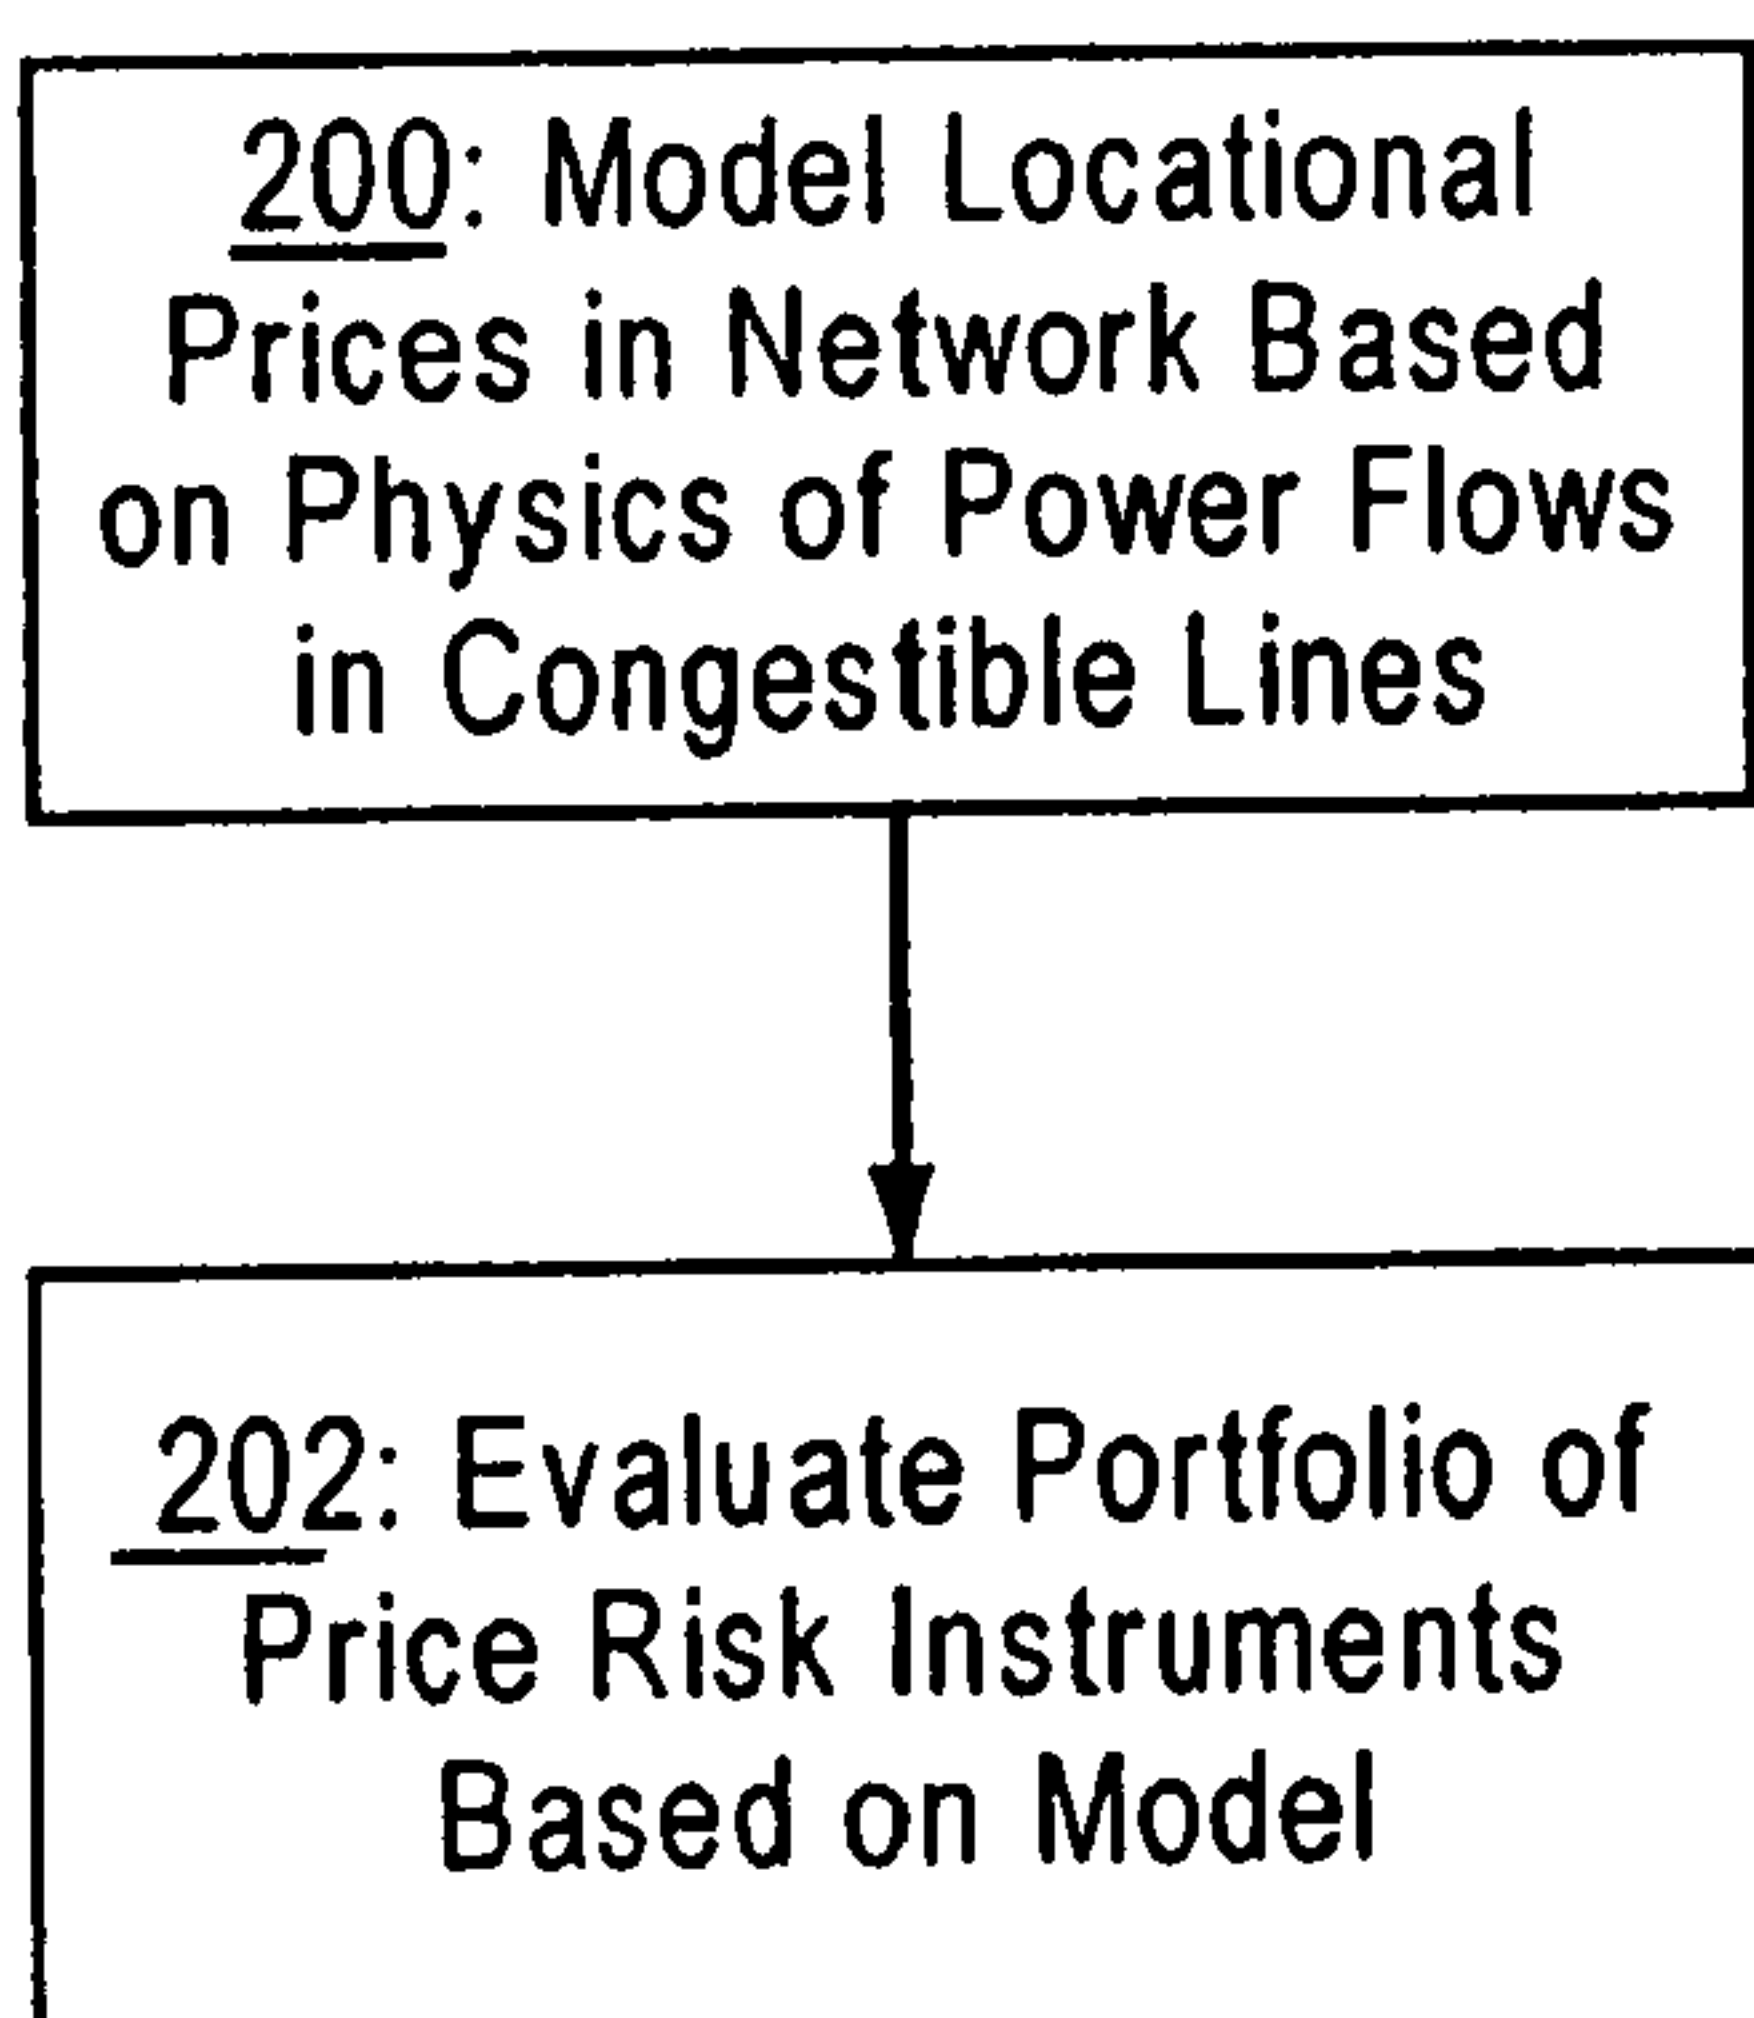 200: Model Locational
Prices in Network Based
on Physics of Power Flows
in Congestible Lines
202: Evaluate Portfolio of
Price Risk Instruments
Based on Model